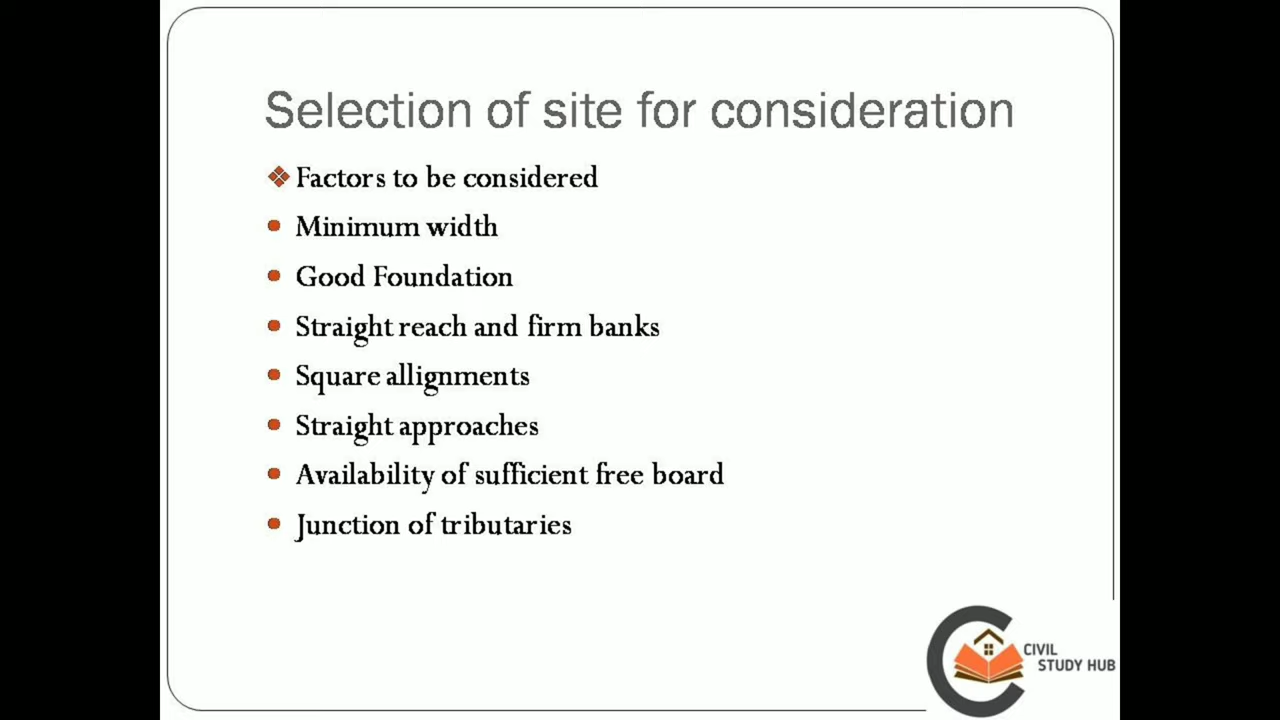 Selection of site for consideration
Factors to be considered
Minimum width
Good Foundation
Straight reach and firm banks
Square allignments
Straight approaches
Availability of sufficient free board
Junction of tributaries
CIVIL
STUDY HUB